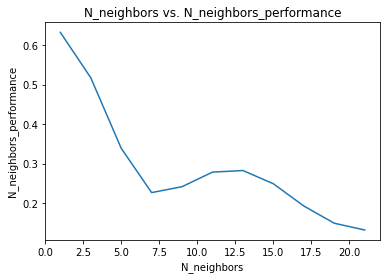 N_neighbors vs. N_neighbors_performance
N_neighbors_performance
0.6
0.5
0.4
0.3
0.2
0.0 2.5 5.0 7.5 10.0 12.5 15.0 17.5 20.0
N_neighbors